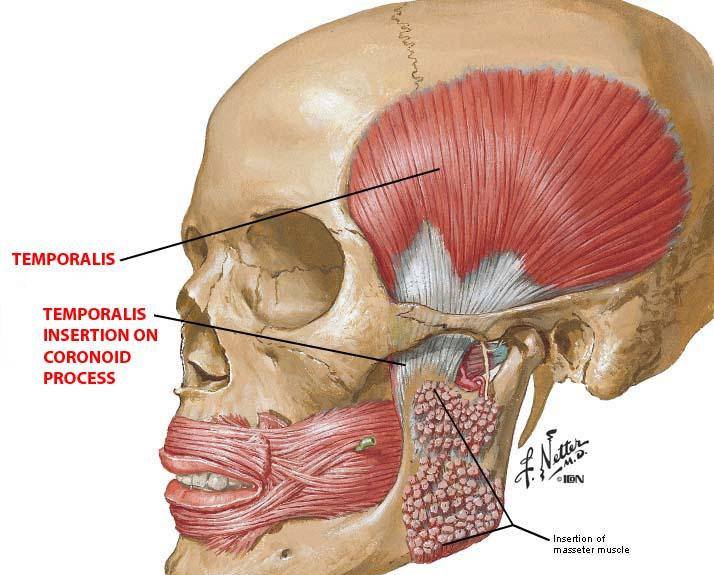 TEMPORALIS
TEMPORALIS
INSERTION ON
CORONOID
PROCESS
F. Netter
M.D.
©ICON
Insertion of
masseter muscle